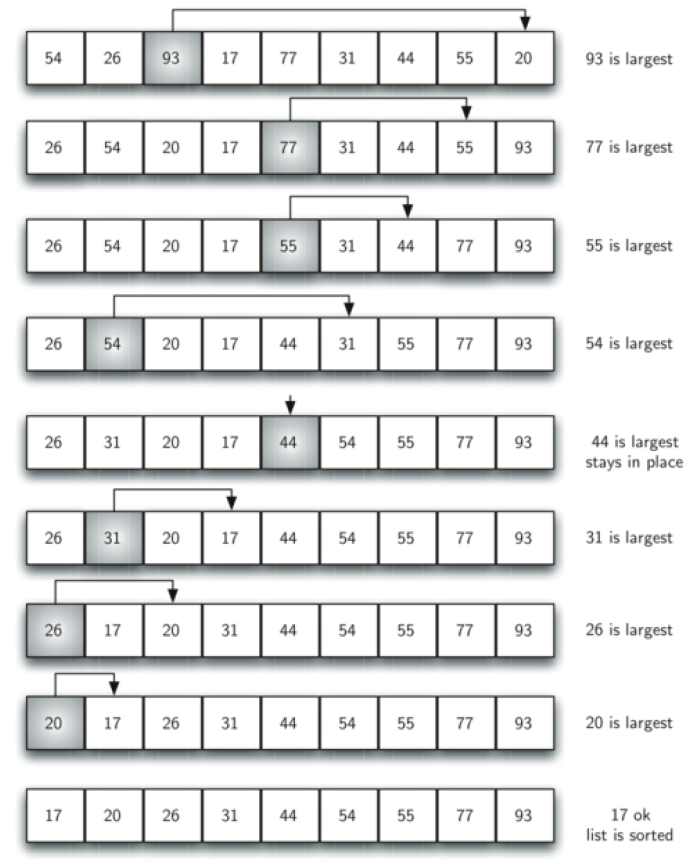 54 26 93 17 77 31 44 55 20 93 is largest
26 54 20 17 77 31 44 55 93 77 is largest
26 54 20 17 55 31 44 77 93 55 is largest
26 54 20 17 44 31 55 77 93 54 is largest
26 31 20 17 44 54 55 77 93 44 is largest
stays in place
26 31 20 17 44 54 55 77 93 31 is largest
26 17 20 31 44 54 55 77 93 26 is largest
20 17 26 31 44 54 55 77 93 20 is largest
17 20 26 31 44 54 55 77 93 17 ok
list is sorted